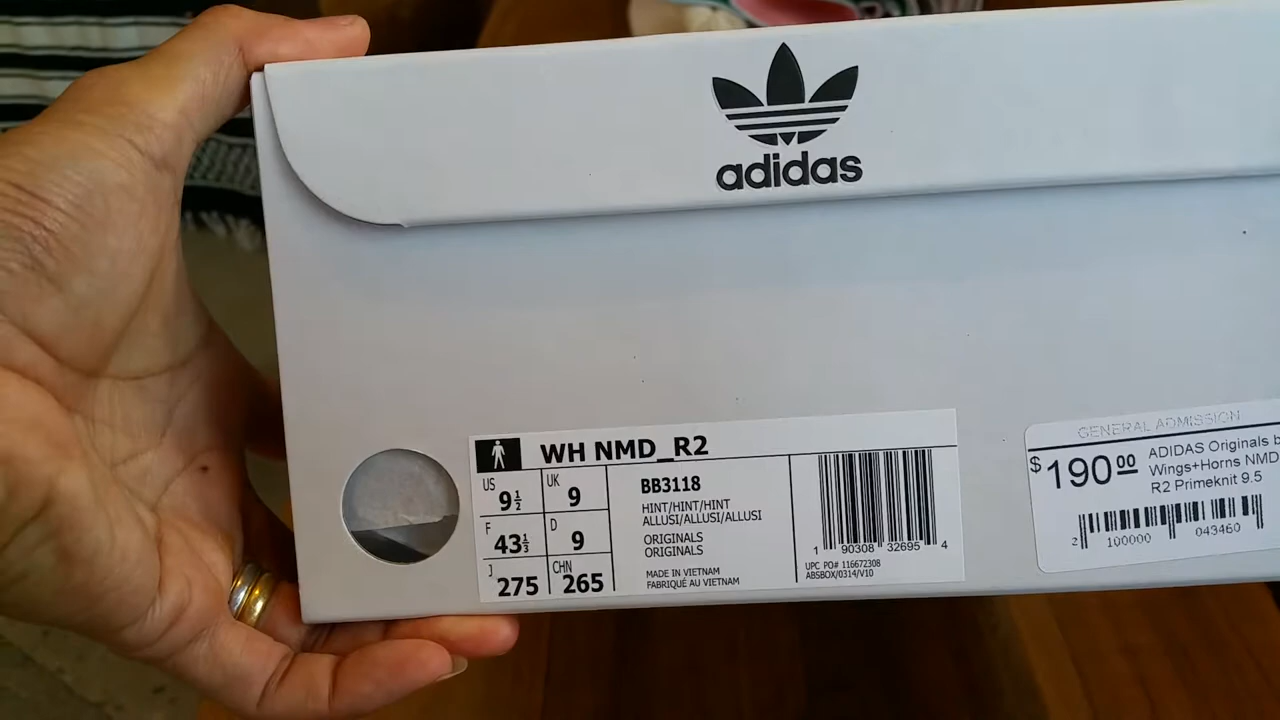 adidas
WH NMD_R2
US 9½
UK 9
F 43⅓
D 9
J 275
CHN 265
BB3118
HINT/HINT/HINT
ALLUSI/ALLUSI/ALLUSI
ORIGINALS
ORIGINALS
MADE IN VIETNAM
FABRIQUÉ AU VIETNAM
1 90308 32695 4
UPC PO# 116672308
ABSBOX/0314/V10
GENERAL ADMISSION
$190⁰⁰
ADIDAS Originals b
Wings+Horns NMD
R2 Primeknit 9.5
2 100000 043460